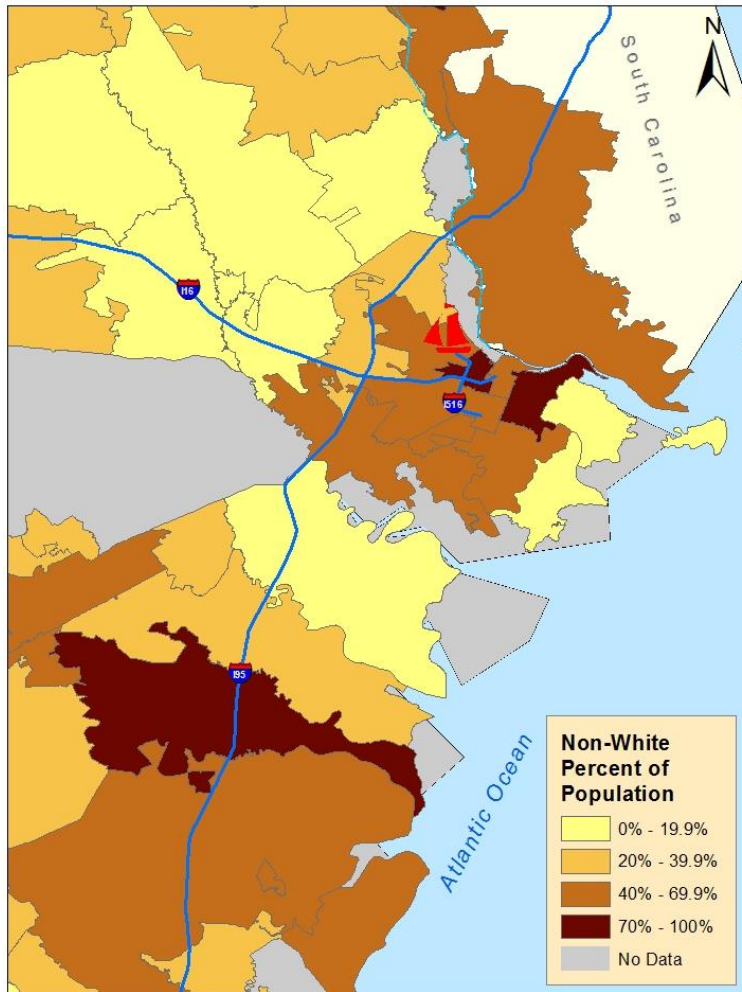 N
South Carolina
I16
I516
I95
Atlantic Ocean
Non-White
Percent of
Population
0% - 19.9%
20% - 39.9%
40% - 69.9%
70% - 100%
No Data